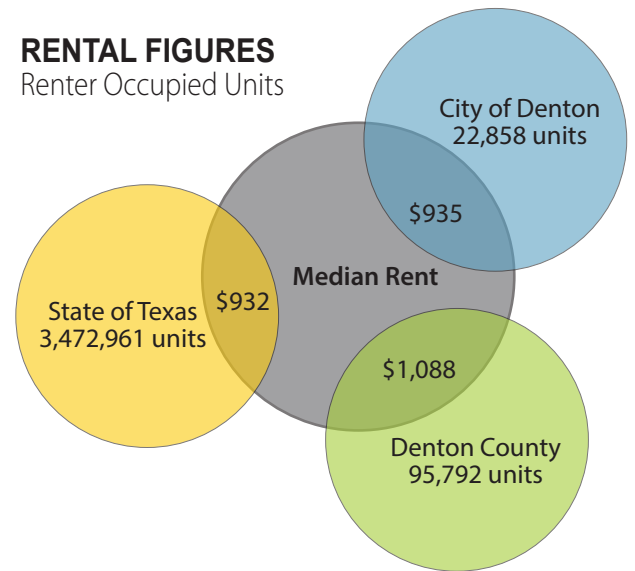 RENTAL FIGURES
Renter Occupied Units
City of Denton
22,858 units
$935
Median Rent
State of Texas
3,472,961 units
$932
$1,088
Denton County
95,792 units